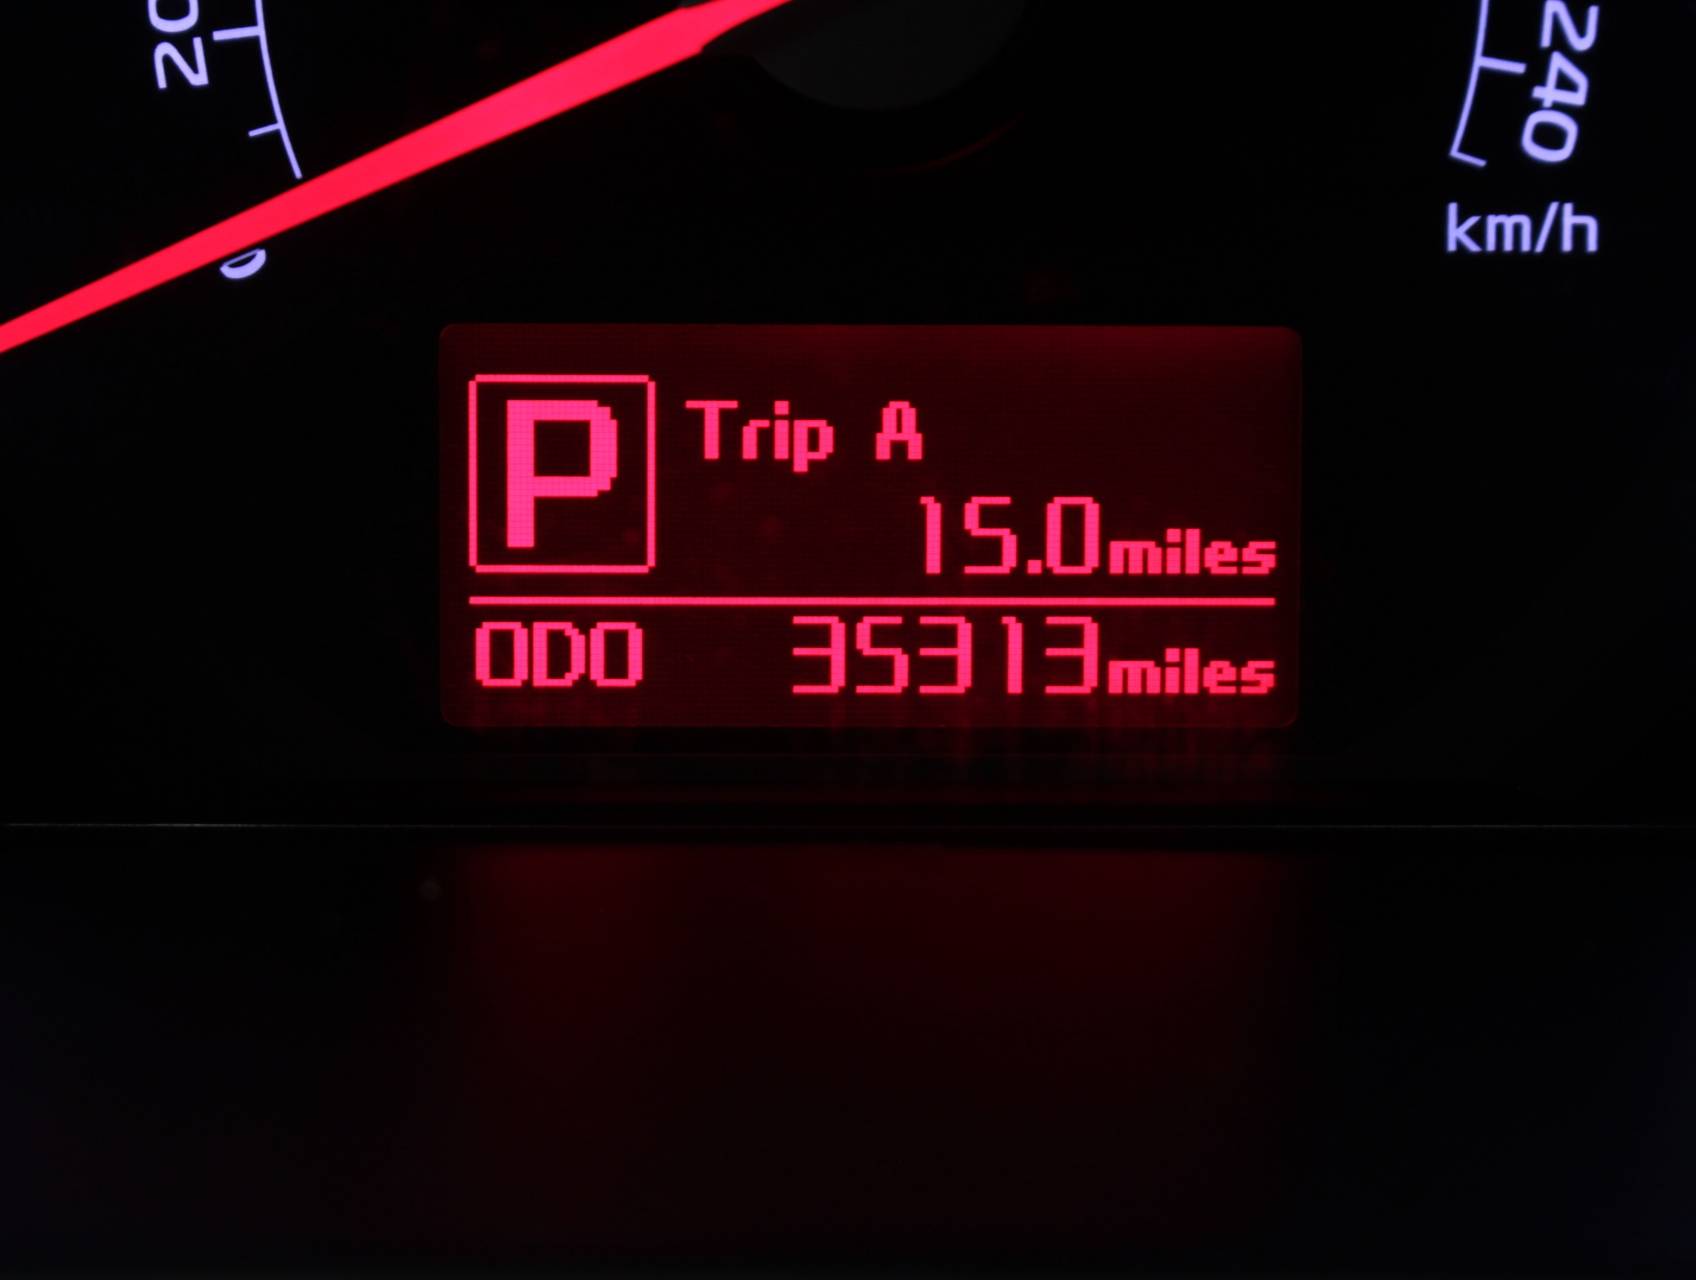 20
240
km/h
P
Trip A
15.0miles
ODO 35313miles